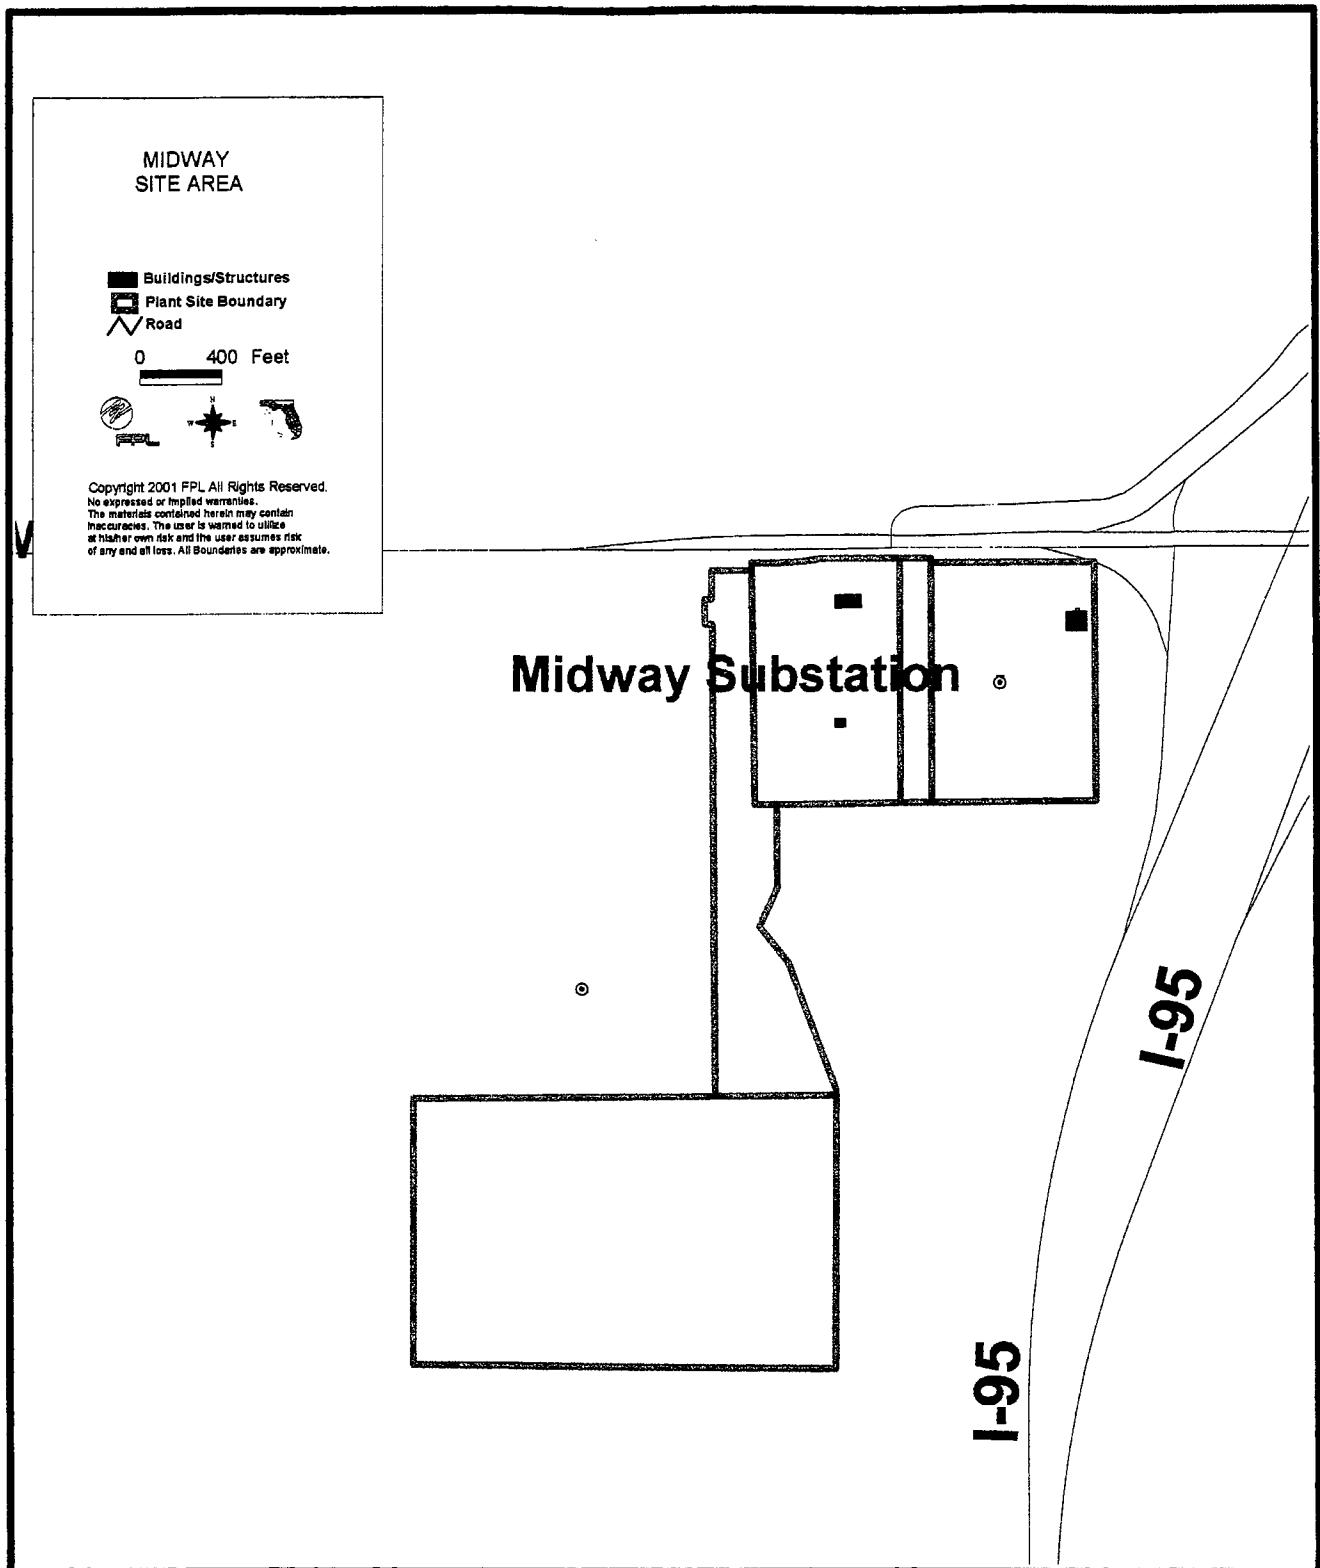 MIDWAY
SITE AREA
Buildings/Structures
Plant Site Boundary
Road
0 400 Feet
N
W E
S
FPL
Copyright 2001 FPL All Rights Reserved.
No expressed or implied warranties.
The materials contained herein may contain
inaccuracies. The user is warned to utilize
at his/her own risk and the user assumes risk
of any and all loss. All Boundaries are approximate.
Midway Substation
I-95
I-95